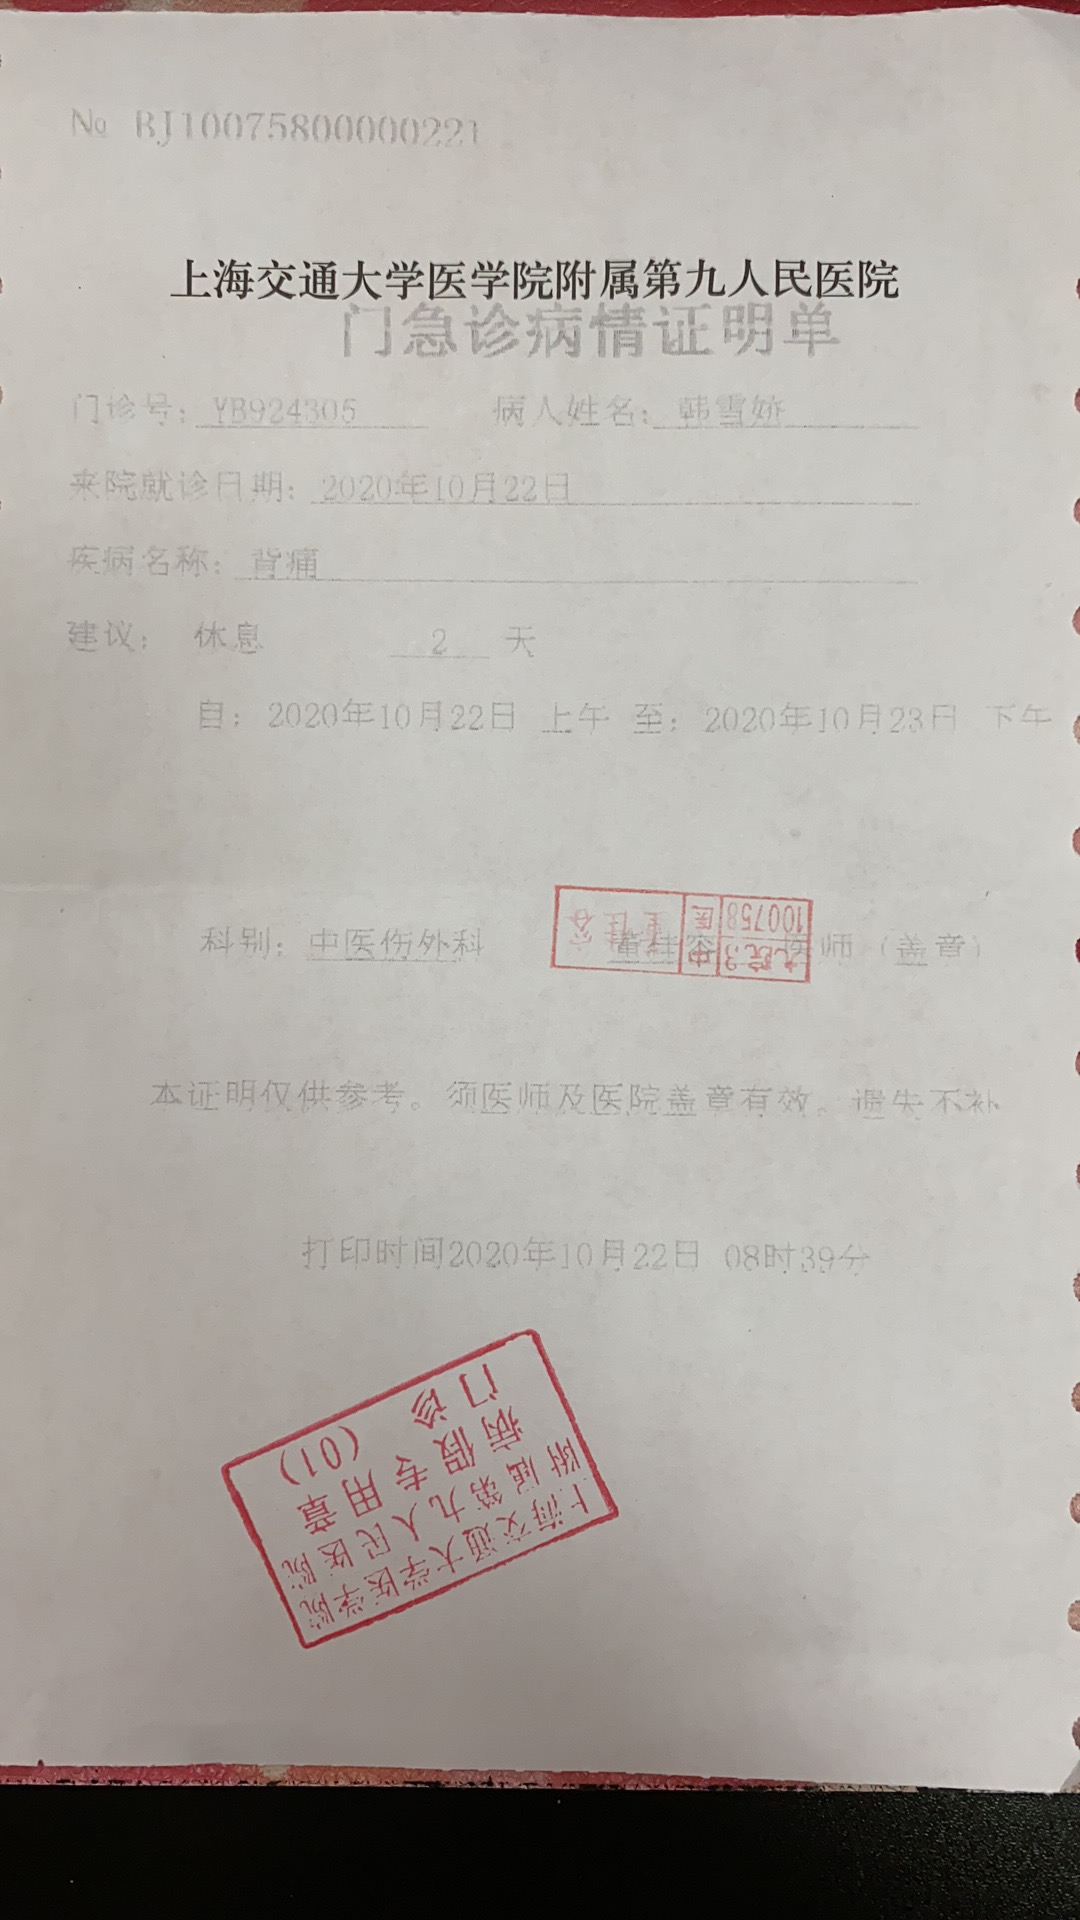 № BJ10075800000221
上海交通大学医学院附属第九人民医院
门急诊病情证明单
门诊号: YB924305 病人姓名: 韩雪娇
来院就诊日期: 2020年10月22日
疾病名称: 背痛
建议: 休息 2 天
自: 2020年10月22日 上午 至: 2020年10月23日 下午
科别: 中医伤外科 医师（盖章）
九院3 中医
100758
本证明仅供参考。须医师及医院盖章有效。遗失不补
打印时间2020年10月22日 08时39分
上海交通大学医学院
附属第九人民医院
病假专用章
门诊 (01)